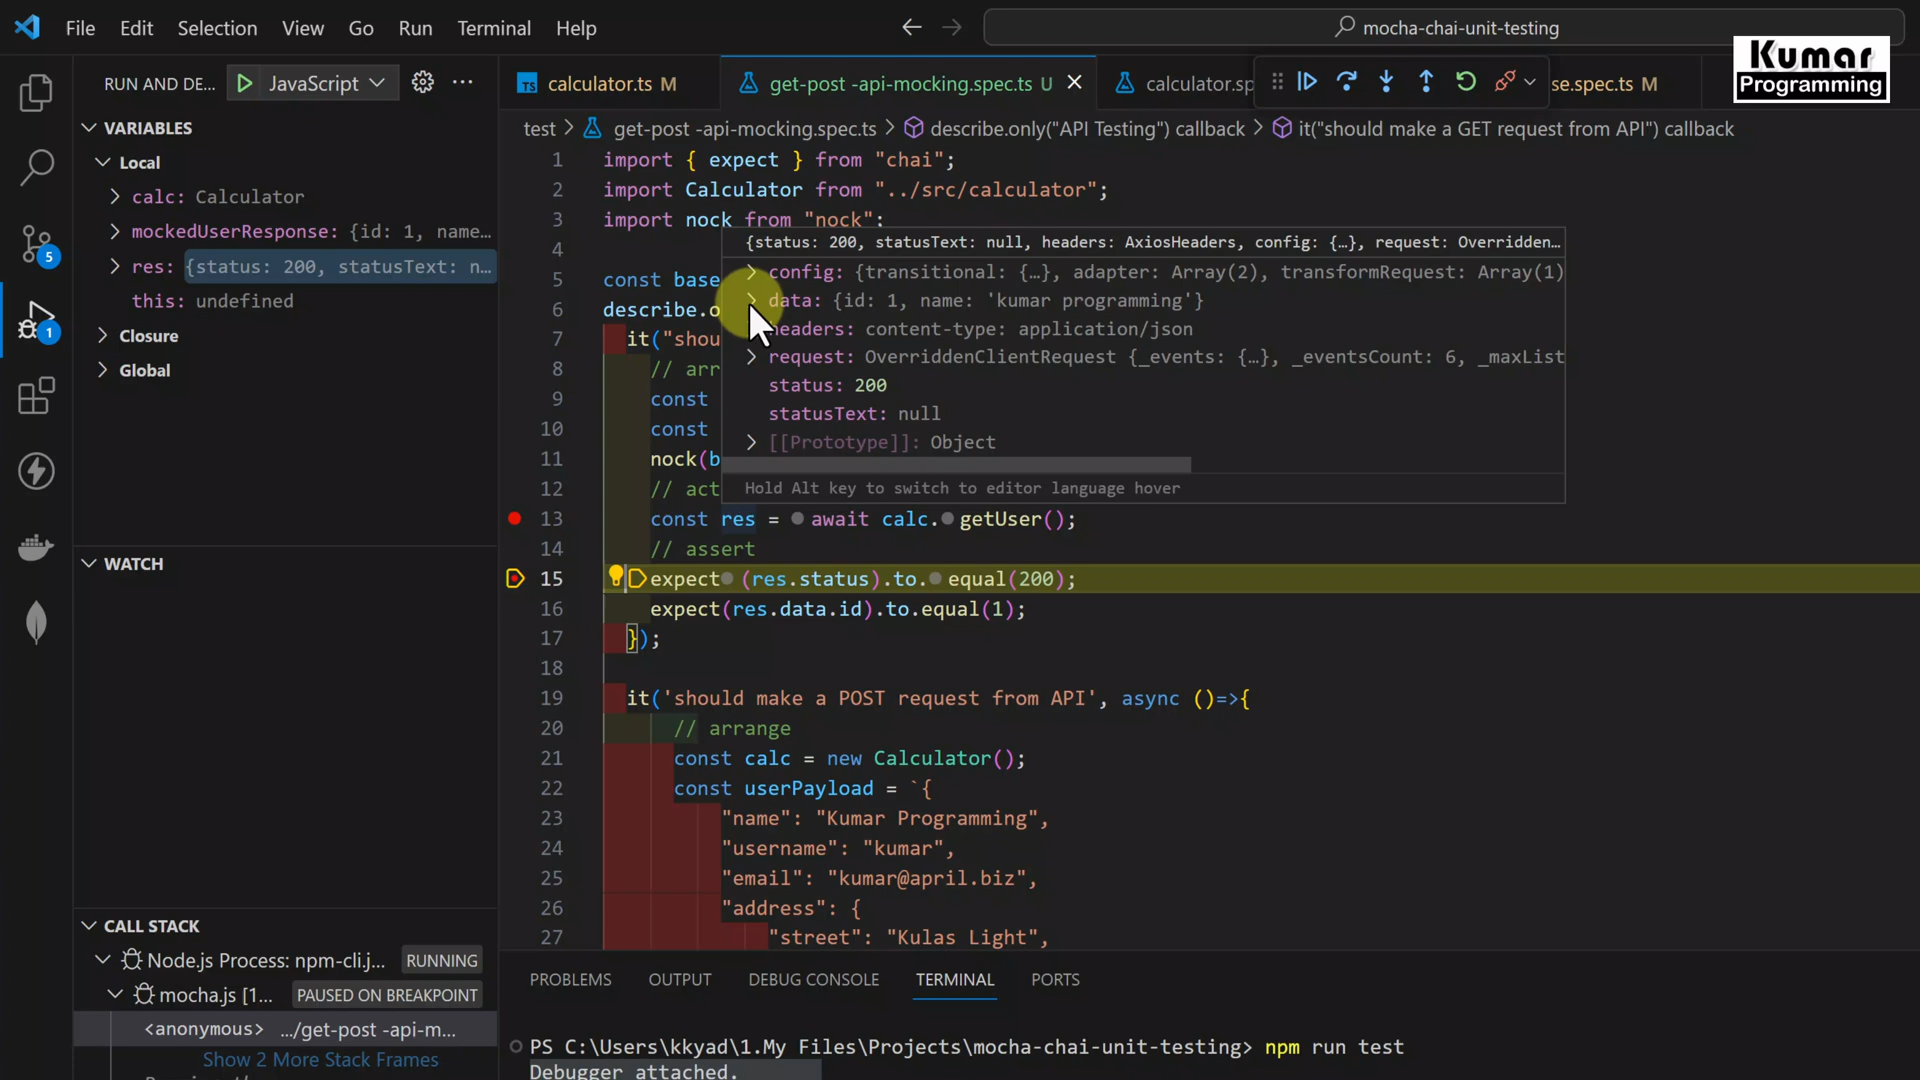 File Edit Selection View Go Run Terminal Help
mocha-chai-unit-testing
Kumar
Programming
RUN AND DE... JavaScript
calculator.ts M
get-post -api-mocking.spec.ts U
calculator.sp
se.spec.ts M
test > get-post -api-mocking.spec.ts > describe.only("API Testing") callback > it("should make a GET request from API") callback
5
1
VARIABLES
Local
calc: Calculator
mockedUserResponse: {id: 1, name...
res: {status: 200, statusText: n...
this: undefined
Closure
Global
WATCH
CALL STACK
Node.js Process: npm-cli.j... RUNNING
mocha.js [1... PAUSED ON BREAKPOINT
<anonymous> .../get-post -api-m...
Show 2 More Stack Frames
1 import { expect } from "chai";
2 import Calculator from "../src/calculator";
3 import nock from "nock";
4
5 const base
6 describe.o
7 it("shou
8 // arr
9 const
10 const
11 nock(b
12 // act
13 const res = await calc.getUser();
14 // assert
15 expect (res.status).to.equal(200);
16 expect(res.data.id).to.equal(1);
17 });
18
19 it('should make a POST request from API', async ()=>{
20 // arrange
21 const calc = new Calculator();
22 const userPayload = `{
23 "name": "Kumar Programming",
24 "username": "kumar",
25 "email": "kumar@april.biz",
26 "address": {
27 "street": "Kulas Light",
{status: 200, statusText: null, headers: AxiosHeaders, config: {…}, request: Overridden…
config: {transitional: {…}, adapter: Array(2), transformRequest: Array(1)
data: {id: 1, name: 'kumar programming'}
headers: content-type: application/json
request: OverriddenClientRequest {_events: {…}, _eventsCount: 6, _maxList
status: 200
statusText: null
[[Prototype]]: Object
Hold Alt key to switch to editor language hover
PROBLEMS OUTPUT DEBUG CONSOLE TERMINAL PORTS
PS C:\Users\kkyad\1.My Files\Projects\mocha-chai-unit-testing> npm run test
Debugger attached.